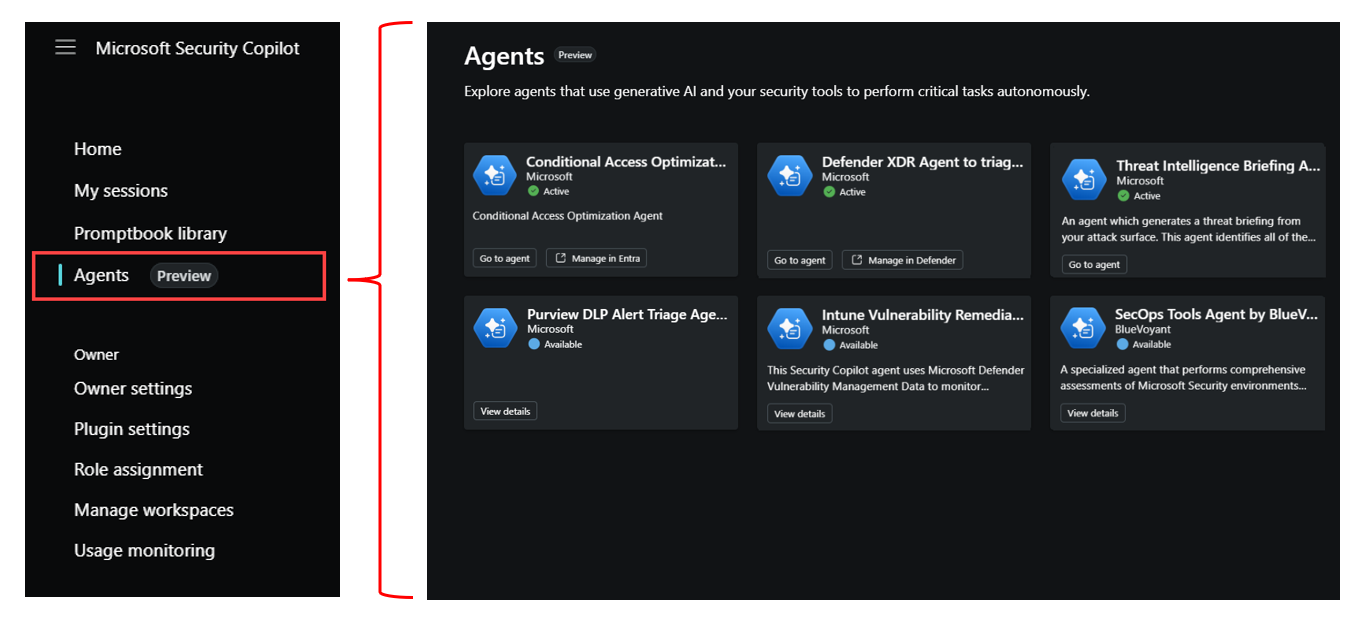 Microsoft Security Copilot
Home
My sessions
Promptbook library
Agents Preview
Owner
Owner settings
Plugin settings
Role assignment
Manage workspaces
Usage monitoring
Agents Preview
Explore agents that use generative AI and your security tools to perform critical tasks autonomously.
Conditional Access Optimizat...
Microsoft
Active
Conditional Access Optimization Agent
Go to agent Manage in Entra
Defender XDR Agent to triag...
Microsoft
Active
Go to agent Manage in Defender
Threat Intelligence Briefing A...
Microsoft
Active
An agent which generates a threat briefing from
your attack surface. This agent identifies all of the...
Go to agent
Purview DLP Alert Triage Age...
Microsoft
Available
View details
Intune Vulnerability Remedia...
Microsoft
Available
This Security Copilot agent uses Microsoft Defender
Vulnerability Management Data to monitor...
View details
SecOps Tools Agent by BlueV...
BlueVoyant
Available
A specialized agent that performs comprehensive
assessments of Microsoft Security environments...
View details